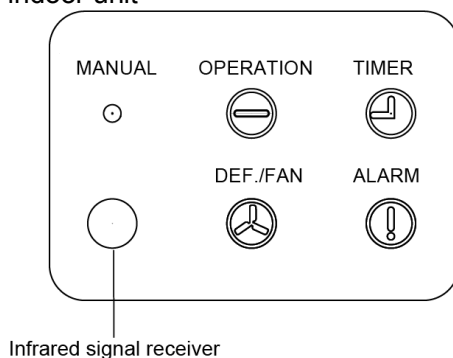 Indoor unit
MANUAL OPERATION TIMER
DEF./FAN ALARM
Infrared signal receiver